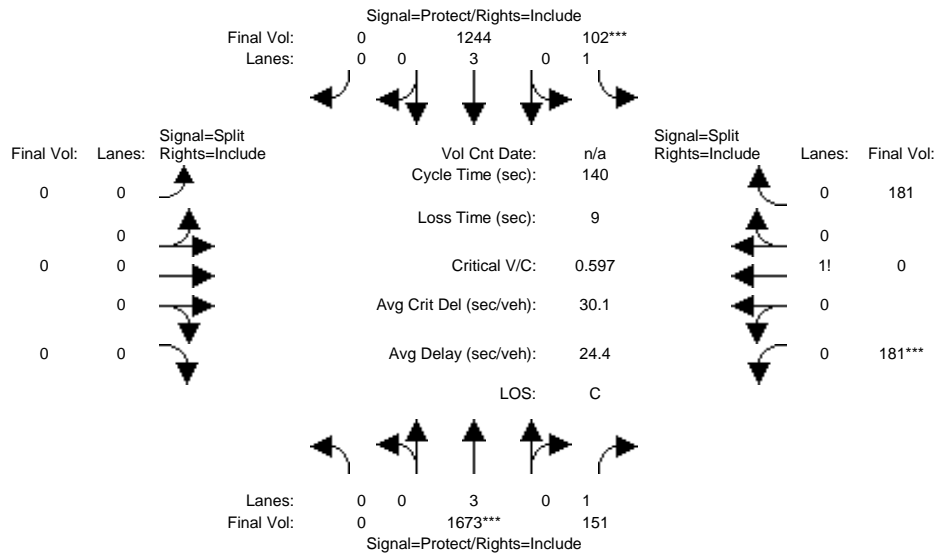 Signal=Protect/Rights=Include
Final Vol: 0 1244 102***
Lanes: 0 0 3 0 1
Signal=Split
Final Vol: Lanes: Rights=Include
Vol Cnt Date: n/a
Signal=Split
Rights=Include Lanes: Final Vol:
Cycle Time (sec): 140
0 0
0 181
Loss Time (sec): 9
0
0
0 0
Critical V/C: 0.597
1! 0
0
Avg Crit Del (sec/veh): 30.1
0
0 0
Avg Delay (sec/veh): 24.4
0 181***
LOS: C
Lanes: 0 0 3 0 1
Final Vol: 0 1673*** 151
Signal=Protect/Rights=Include